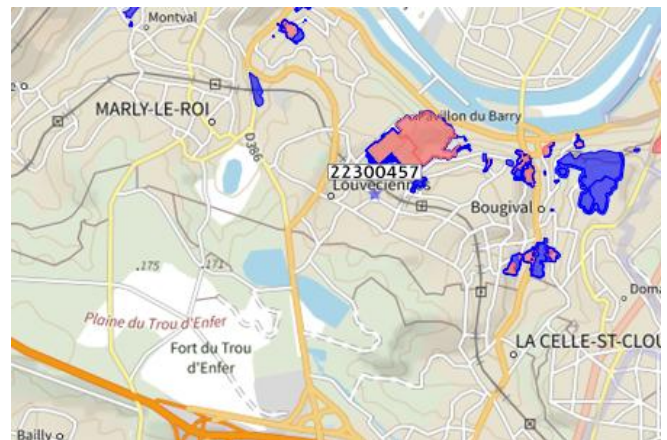 Montval
MARLY-LE-ROI
Pavillon du Barry
D386
22300457
Louveciennes
Bougival
.175
.171
Plaine du Trou d'Enfer
Fort du Trou
d'Enfer
LA CELLE-ST-CLOU
Doma
Bailly